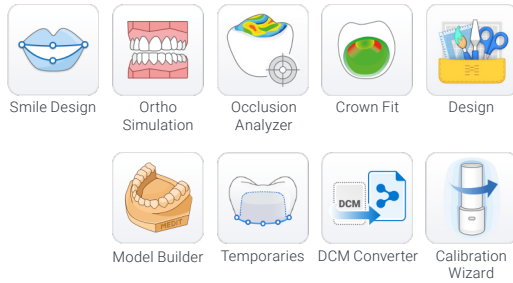 Smile Design
Ortho
Simulation
Occlusion
Analyzer
Crown Fit
Design
MEDIT
DCM
Model Builder
Temporaries
DCM Converter
Calibration
Wizard